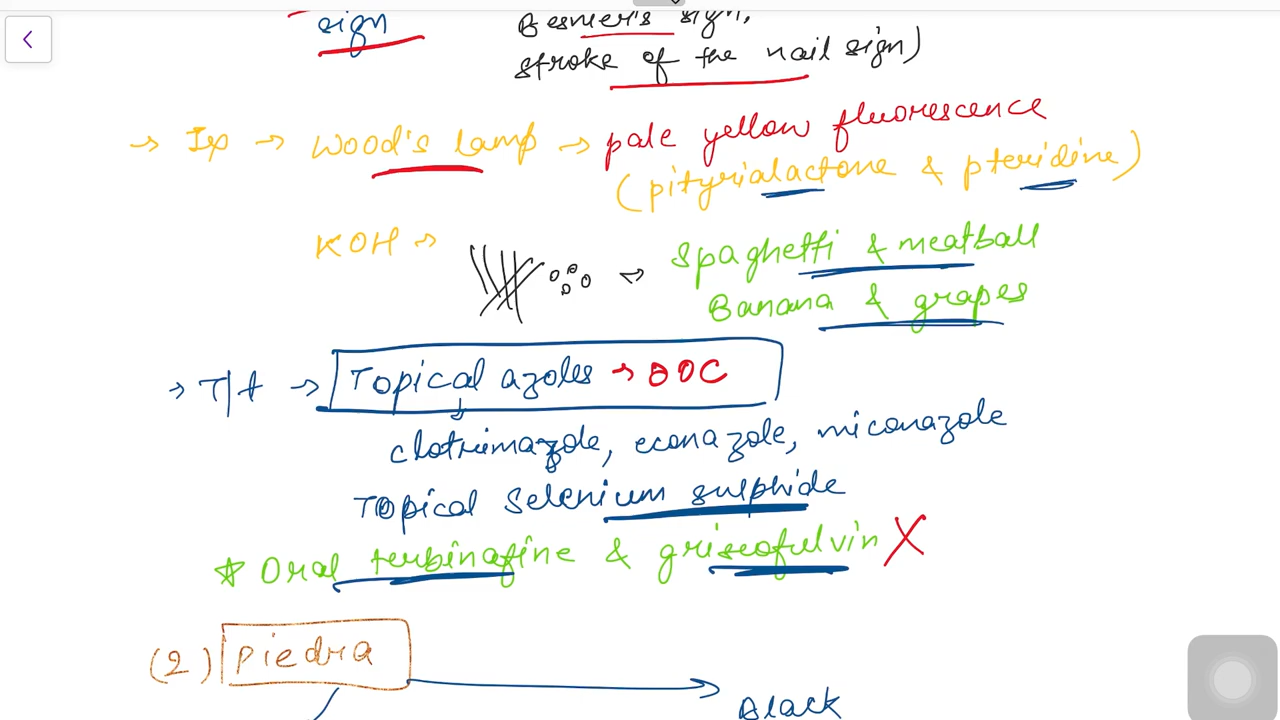 sign
Besnier's sign,
stroke of the nail sign)
→ Ix → Wood's lamp → pale yellow fluorescence
(pityrialactone & pteridine)
KOH →
→ Spaghetti & meatball
Banana & grapes
→ T/t → Topical azoles → DOC
clotrimazole, econazole, miconazole
Topical Selenium sulphide
☆ Oral terbinafine & griseofulvin X
(2) Piedra
Black